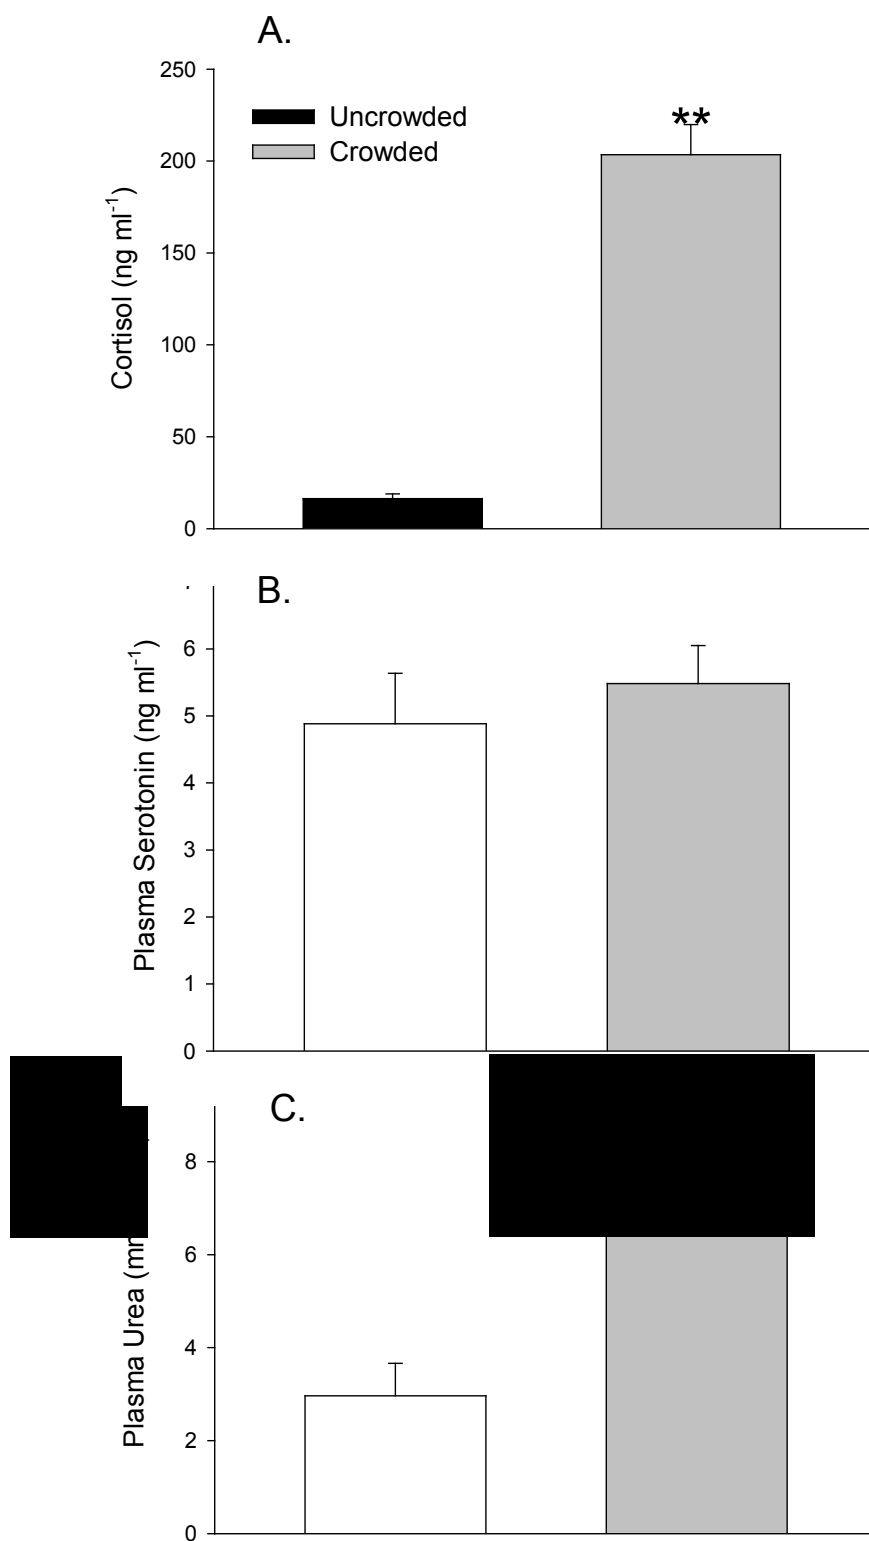 A.
250
200
150
100
50
0
Cortisol (ng ml⁻¹)
Uncrowded
Crowded
**
B.
6
5
4
3
2
1
0
Plasma Serotonin (ng ml⁻¹)
C.
8
6
4
2
0
Plasma Urea